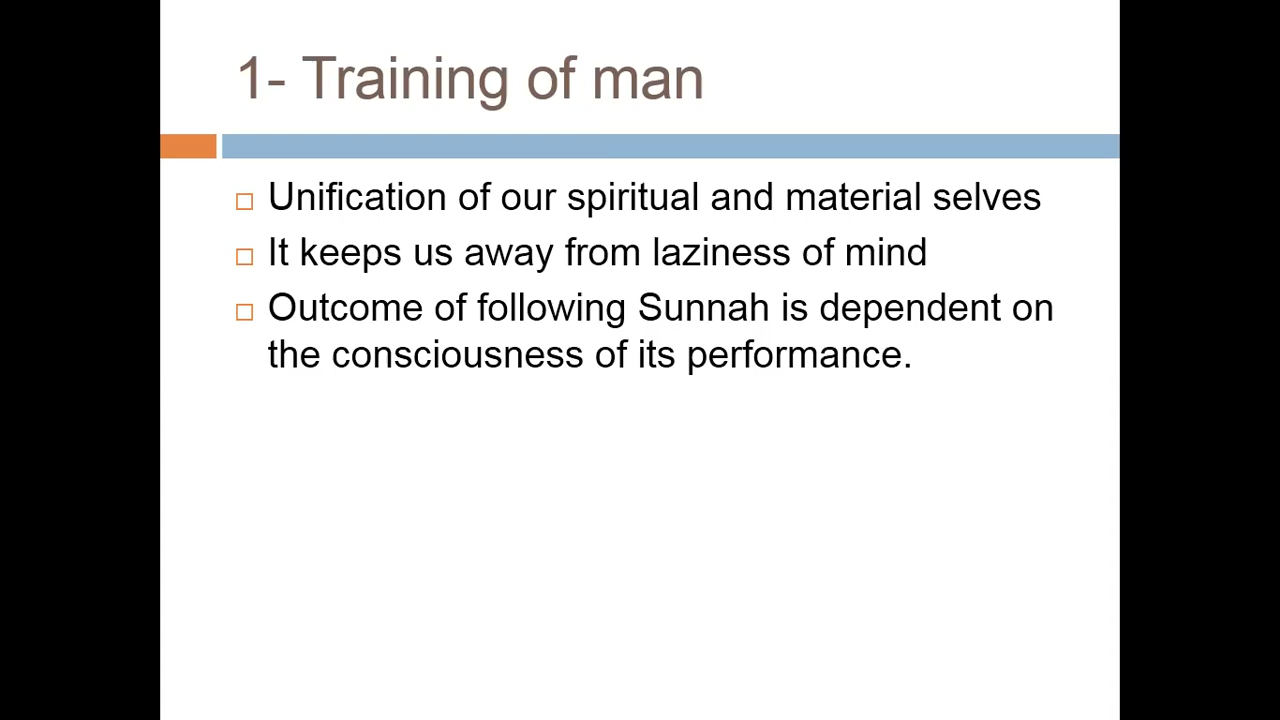 1- Training of man
Unification of our spiritual and material selves
It keeps us away from laziness of mind
Outcome of following Sunnah is dependent on
the consciousness of its performance.